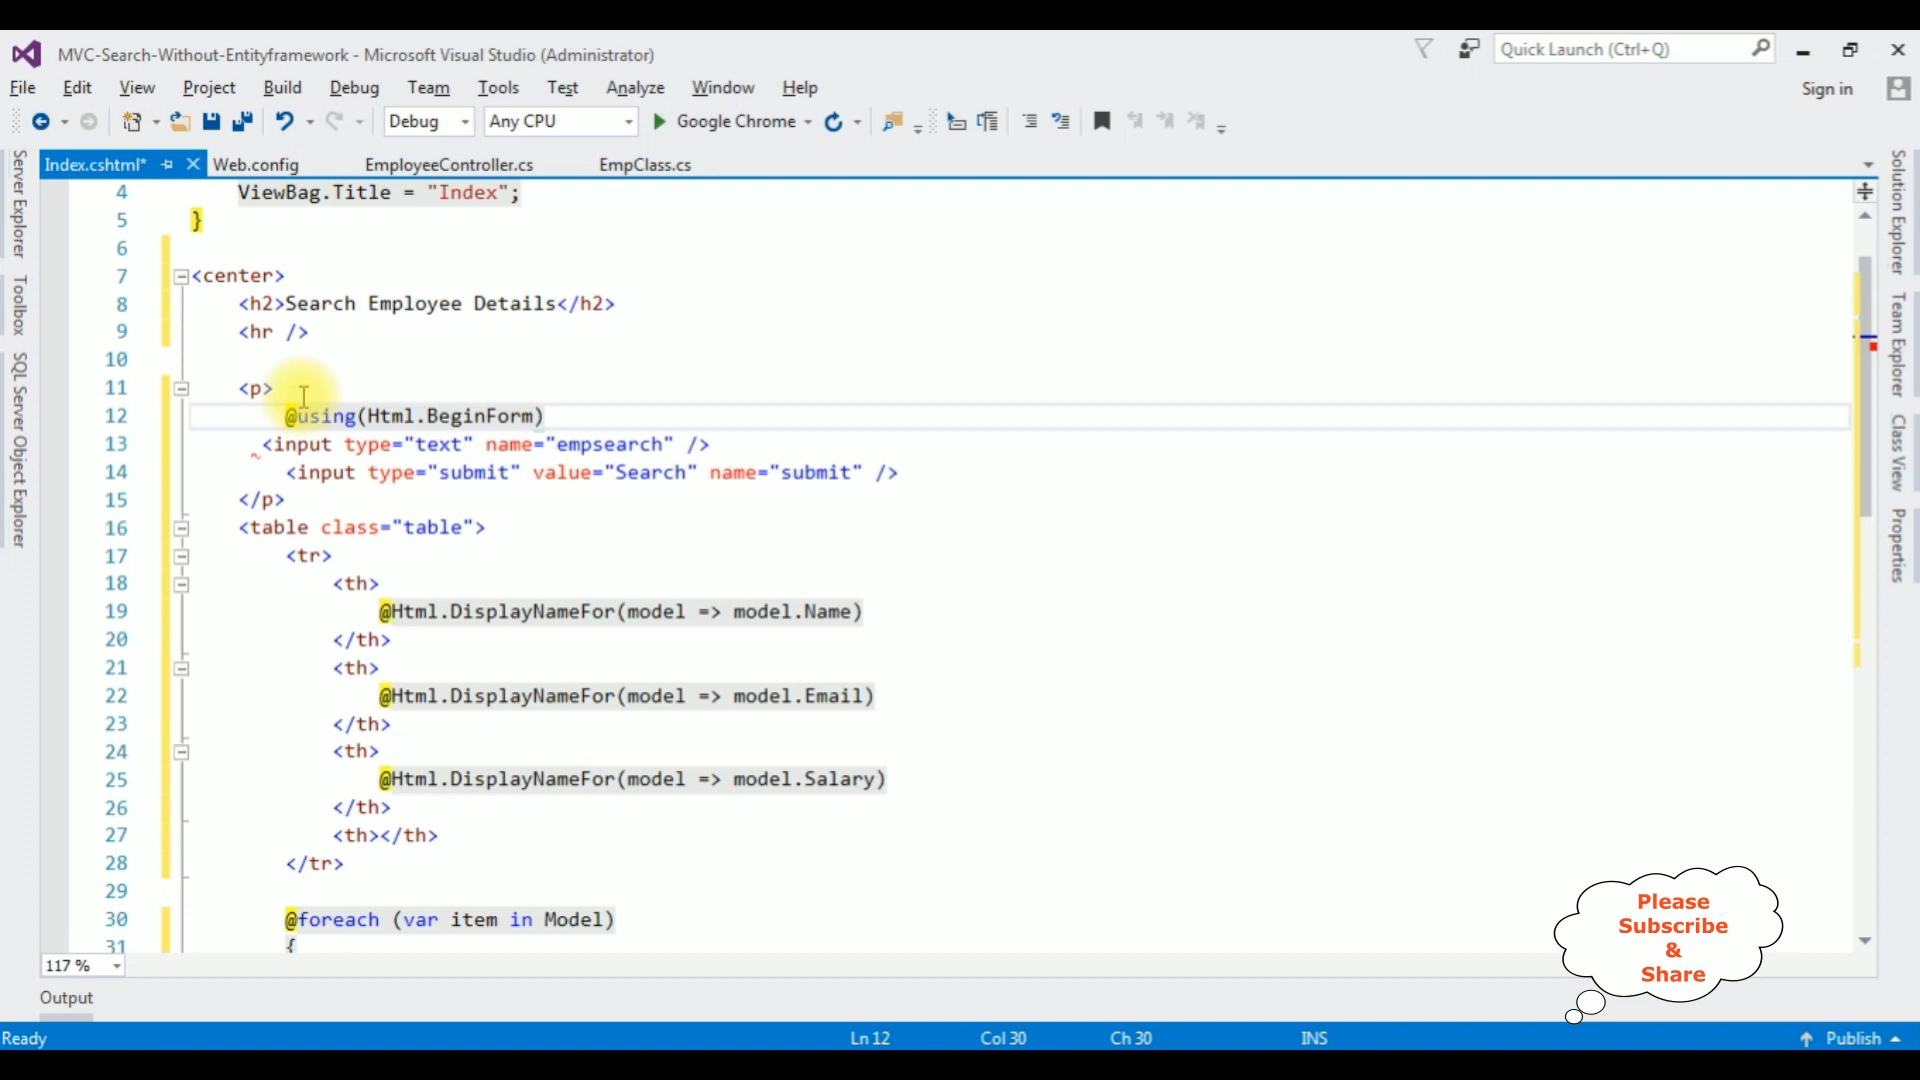 MVC-Search-Without-Entityframework - Microsoft Visual Studio (Administrator)
Quick Launch (Ctrl+Q)
File Edit View Project Build Debug Team Tools Test Analyze Window Help
Sign in
Debug Any CPU Google Chrome
Index.cshtml* Web.config EmployeeController.cs EmpClass.cs
Server Explorer
Toolbox
SQL Server Object Explorer
4 ViewBag.Title = "Index";
5 }
6
7 <center>
8 <h2>Search Employee Details</h2>
9 <hr />
10
11 <p>
12 @using(Html.BeginForm)
13 <input type="text" name="empsearch" />
14 <input type="submit" value="Search" name="submit" />
15 </p>
16 <table class="table">
17 <tr>
18 <th>
19 @Html.DisplayNameFor(model => model.Name)
20 </th>
21 <th>
22 @Html.DisplayNameFor(model => model.Email)
23 </th>
24 <th>
25 @Html.DisplayNameFor(model => model.Salary)
26 </th>
27 <th></th>
28 </tr>
29
30 @foreach (var item in Model)
31 {
Solution Explorer
Team Explorer
Class View
Properties
Please
Subscribe
&
Share
117 %
Output
Ready Ln 12 Col 30 Ch 30 INS Publish